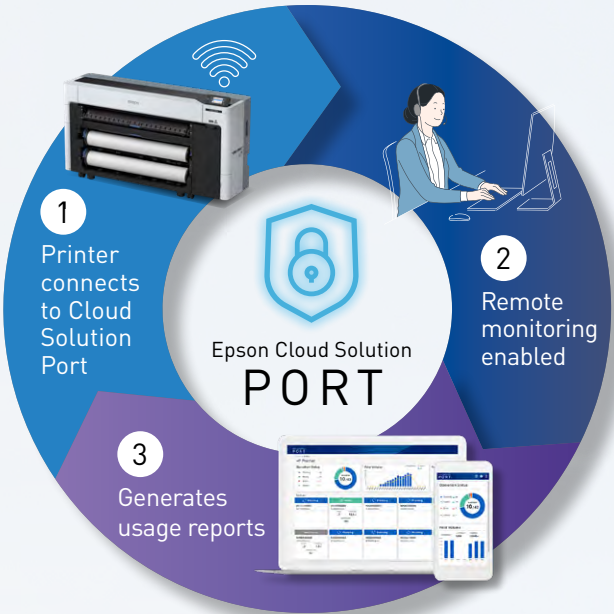 1
Printer
connects
to Cloud
Solution
Port
2
Remote
monitoring
enabled
Epson Cloud Solution
PORT
3
Generates
usage reports